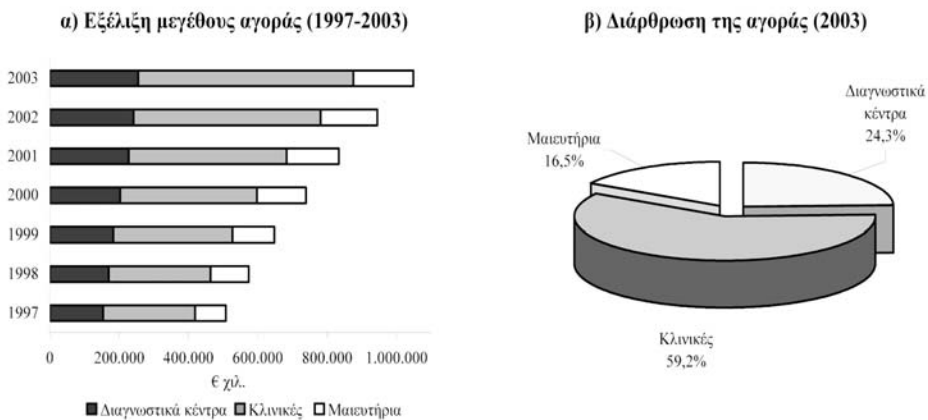 α) Εξέλιξη μεγέθους αγοράς (1997-2003)
2003
2002
2001
2000
1999
1998
1997
0 200.000 400.000 600.000 800.000 1.000.000
€ χιλ.
Διαγνωστικά κέντρα Κλινικές Μαιευτήρια
β) Διάρθρωση της αγοράς (2003)
Διαγνωστικά
κέντρα
24,3%
Μαιευτήρια
16,5%
Κλινικές
59,2%